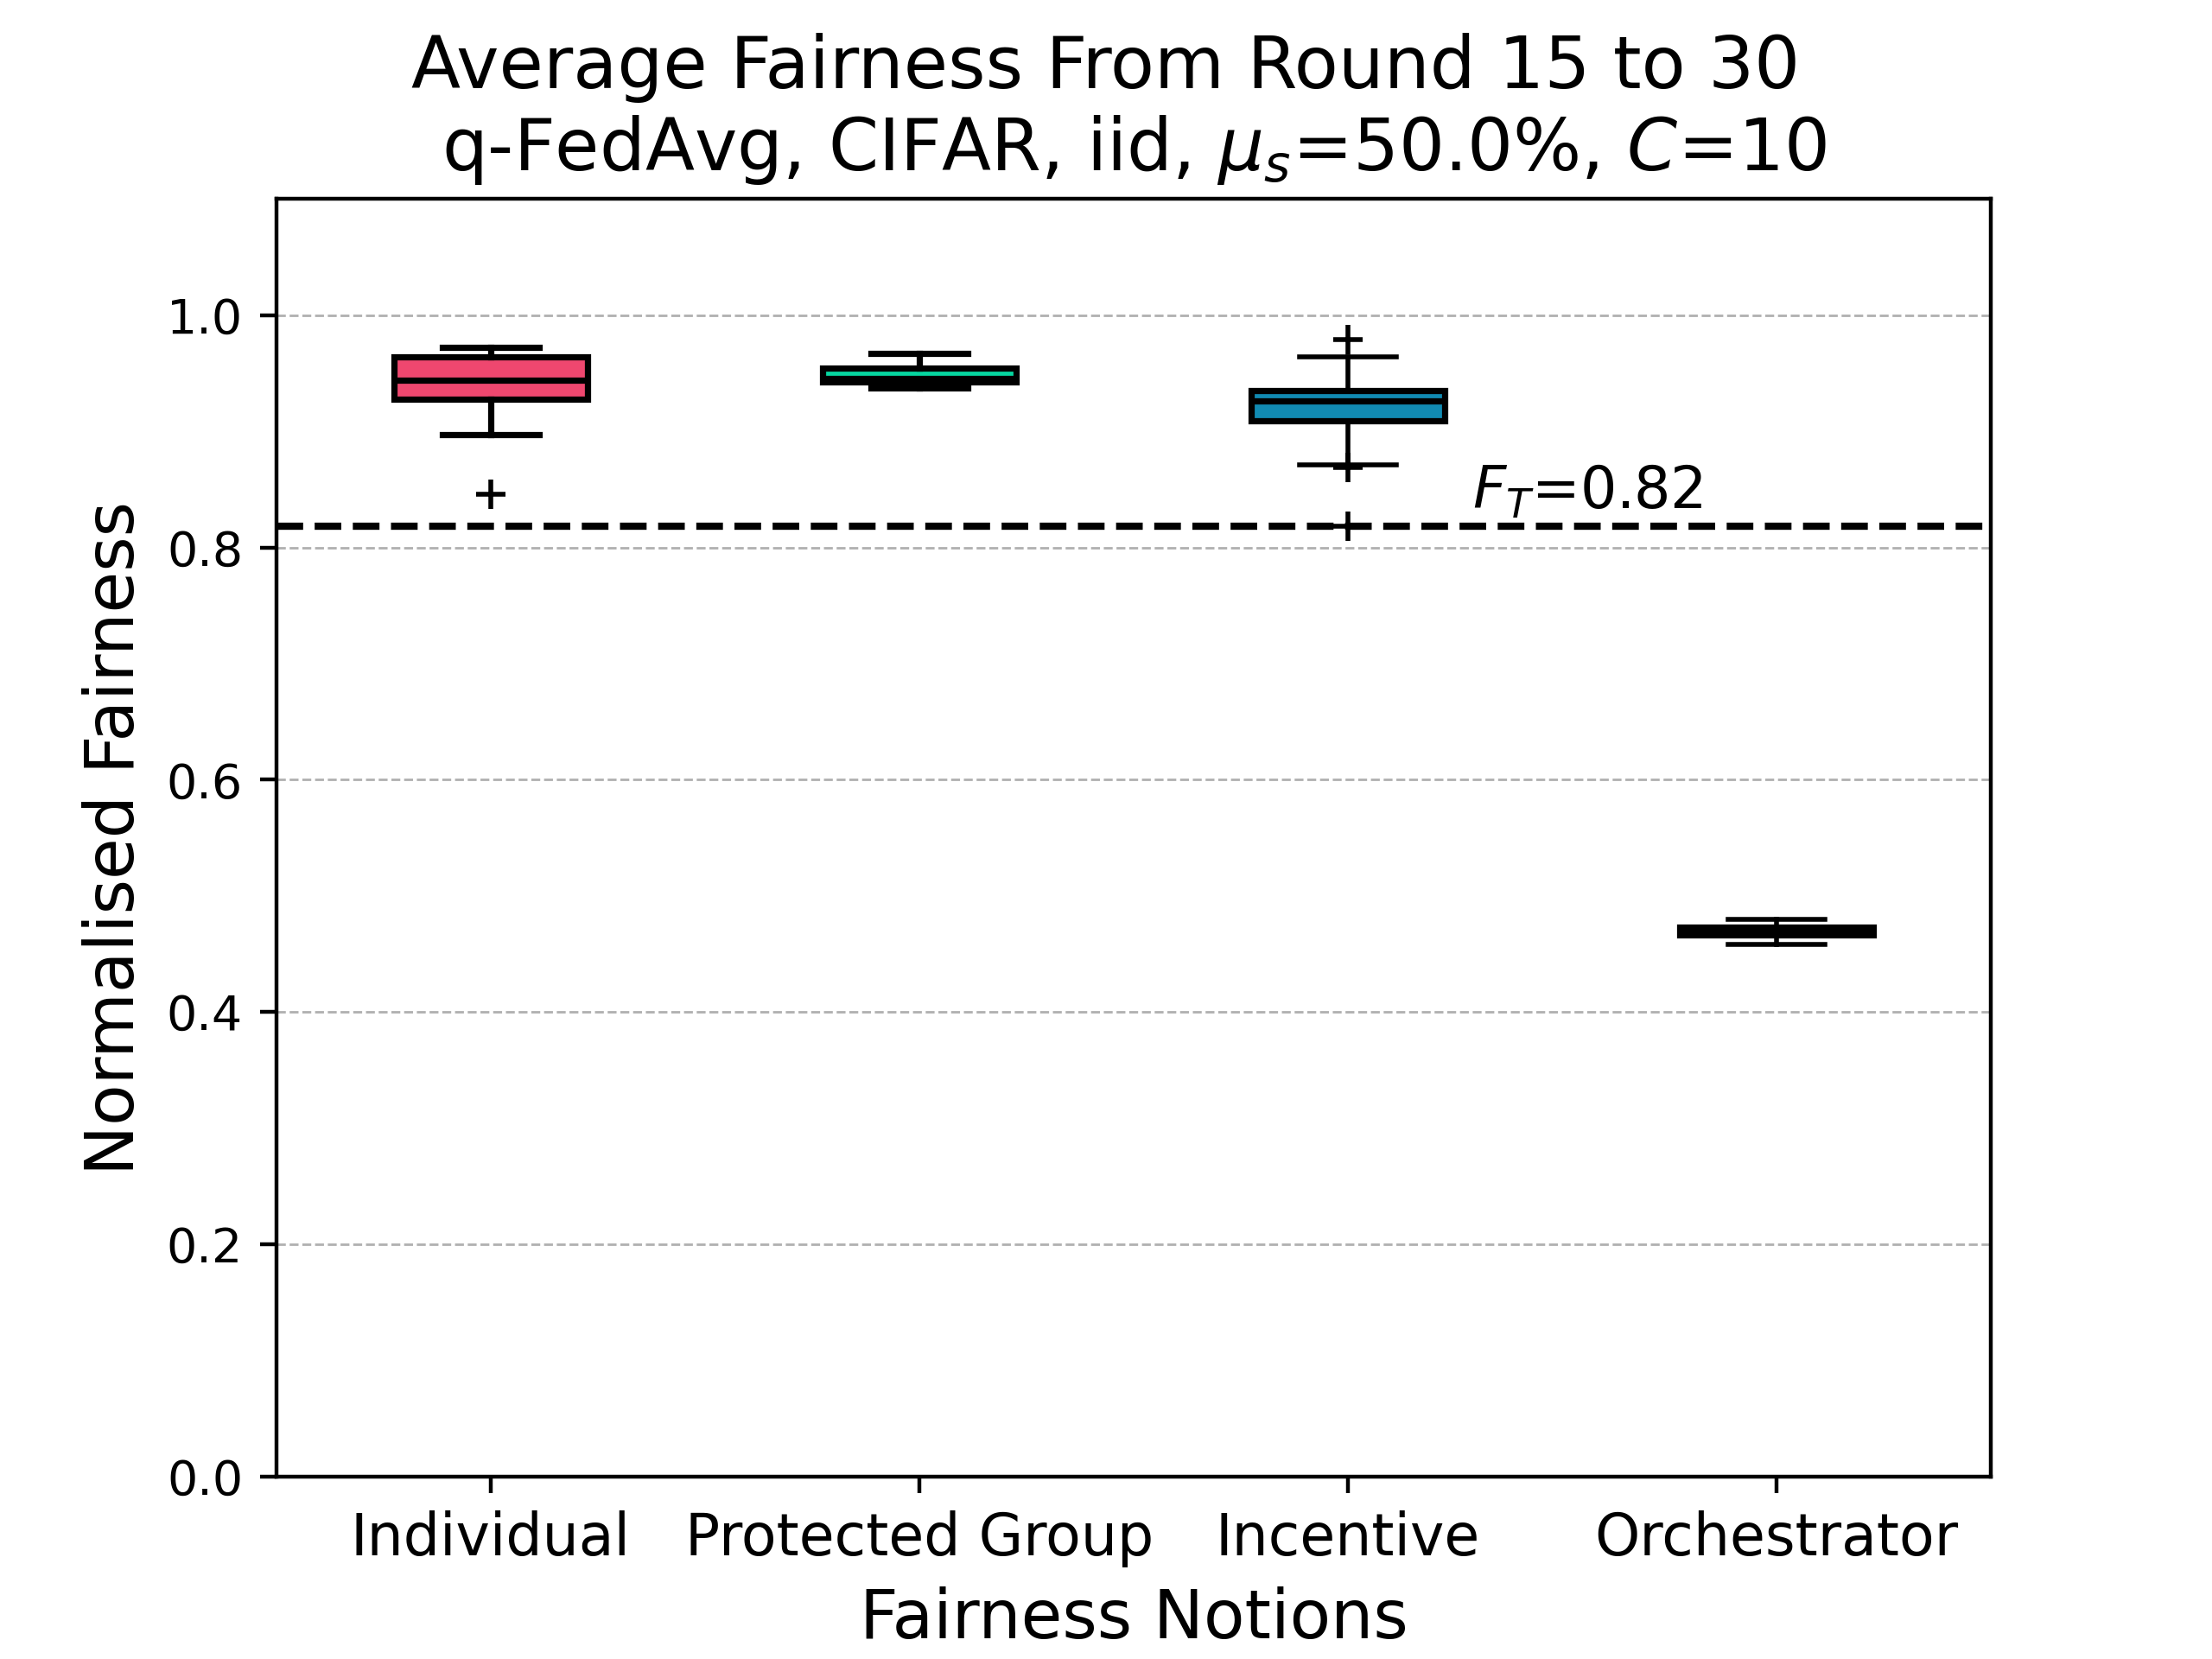 Average Fairness From Round 15 to 30
q-FedAvg, CIFAR, iid, μₛ=50.0%, C=10
Normalised Fairness
1.0
0.8
0.6
0.4
0.2
0.0
F_T=0.82
Individual Protected Group Incentive Orchestrator
Fairness Notions